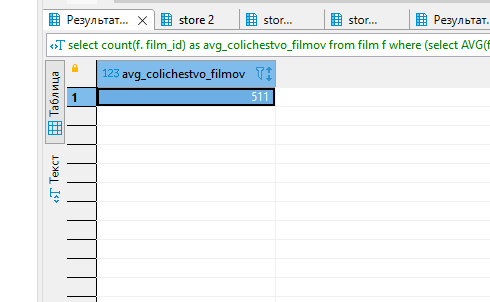 Результат...
store 2
stor...
stor...
Результат.
select count(f. film_id) as avg_colichestvo_filmov from film f where (select AVG(f
Таблица
Текст
123 avg_colichestvo_filmov
1
511